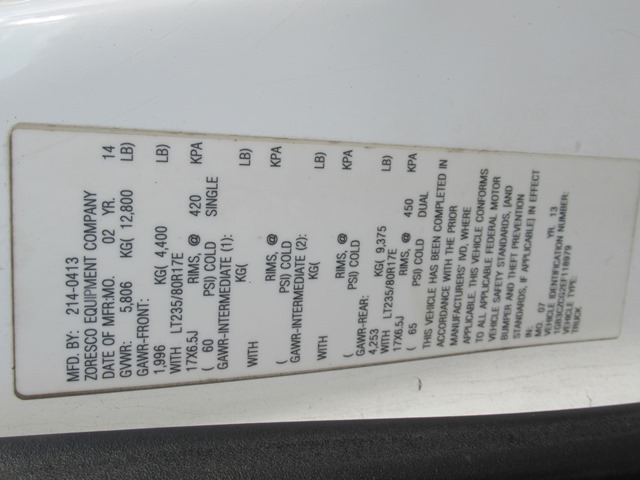 MFD. BY: 214-0413
ZORESCO EQUIPMENT COMPANY
DATE OF MFR:MO. 02 YR. 14
GVWR: 5,806 KG( 12,800 LB)
GAWR-FRONT:
1,996 KG( 4,400 LB)
WITH LT235/80R17E
17X6.5J RIMS, @ 420 KPA
( 60 PSI) COLD SINGLE
GAWR-INTERMEDIATE (1):
KG( LB)
WITH
RIMS, @ KPA
( PSI) COLD
GAWR-INTERMEDIATE (2):
KG( LB)
WITH
RIMS, @ KPA
( PSI) COLD
GAWR-REAR:
4,253 KG( 9,375 LB)
WITH LT235/80R17E
17X6.5J RIMS, @ 450 KPA
( 65 PSI) COLD DUAL
THIS VEHICLE HAS BEEN COMPLETED IN
ACCORDANCE WITH THE PRIOR
MANUFACTURERS' IVD, WHERE
APPLICABLE. THIS VEHICLE CONFORMS
TO ALL APPLICABLE FEDERAL MOTOR
VEHICLE SAFETY STANDARDS, [AND
BUMPER AND THEFT PREVENTION
STANDARDS, IF APPLICABLE] IN EFFECT
IN:
MO. 07 YR. 13
VEHICLE IDENTIFICATION NUMBER:
VEHICLE TYPE:
TRUCK